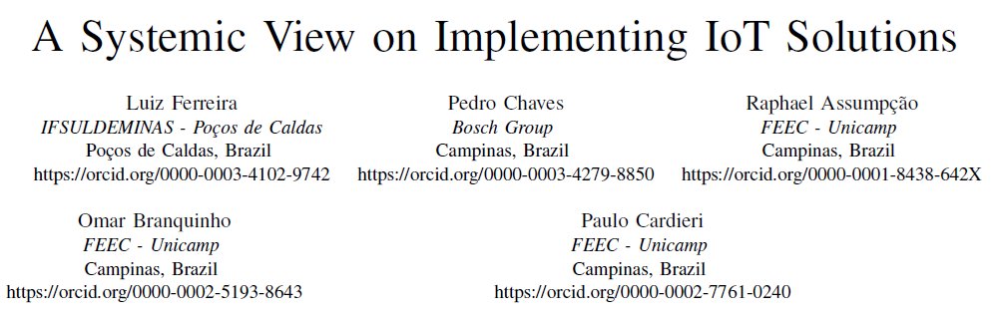 A Systemic View on Implementing IoT Solutions
Luiz Ferreira
IFSULDEMINAS - Poços de Caldas
Poços de Caldas, Brazil
https://orcid.org/0000-0003-4102-9742
Pedro Chaves
Bosch Group
Campinas, Brazil
https://orcid.org/0000-0003-4279-8850
Raphael Assumpção
FEEC - Unicamp
Campinas, Brazil
https://orcid.org/0000-0001-8438-642X
Omar Branquinho
FEEC - Unicamp
Campinas, Brazil
https://orcid.org/0000-0002-5193-8643
Paulo Cardieri
FEEC - Unicamp
Campinas, Brazil
https://orcid.org/0000-0002-7761-0240